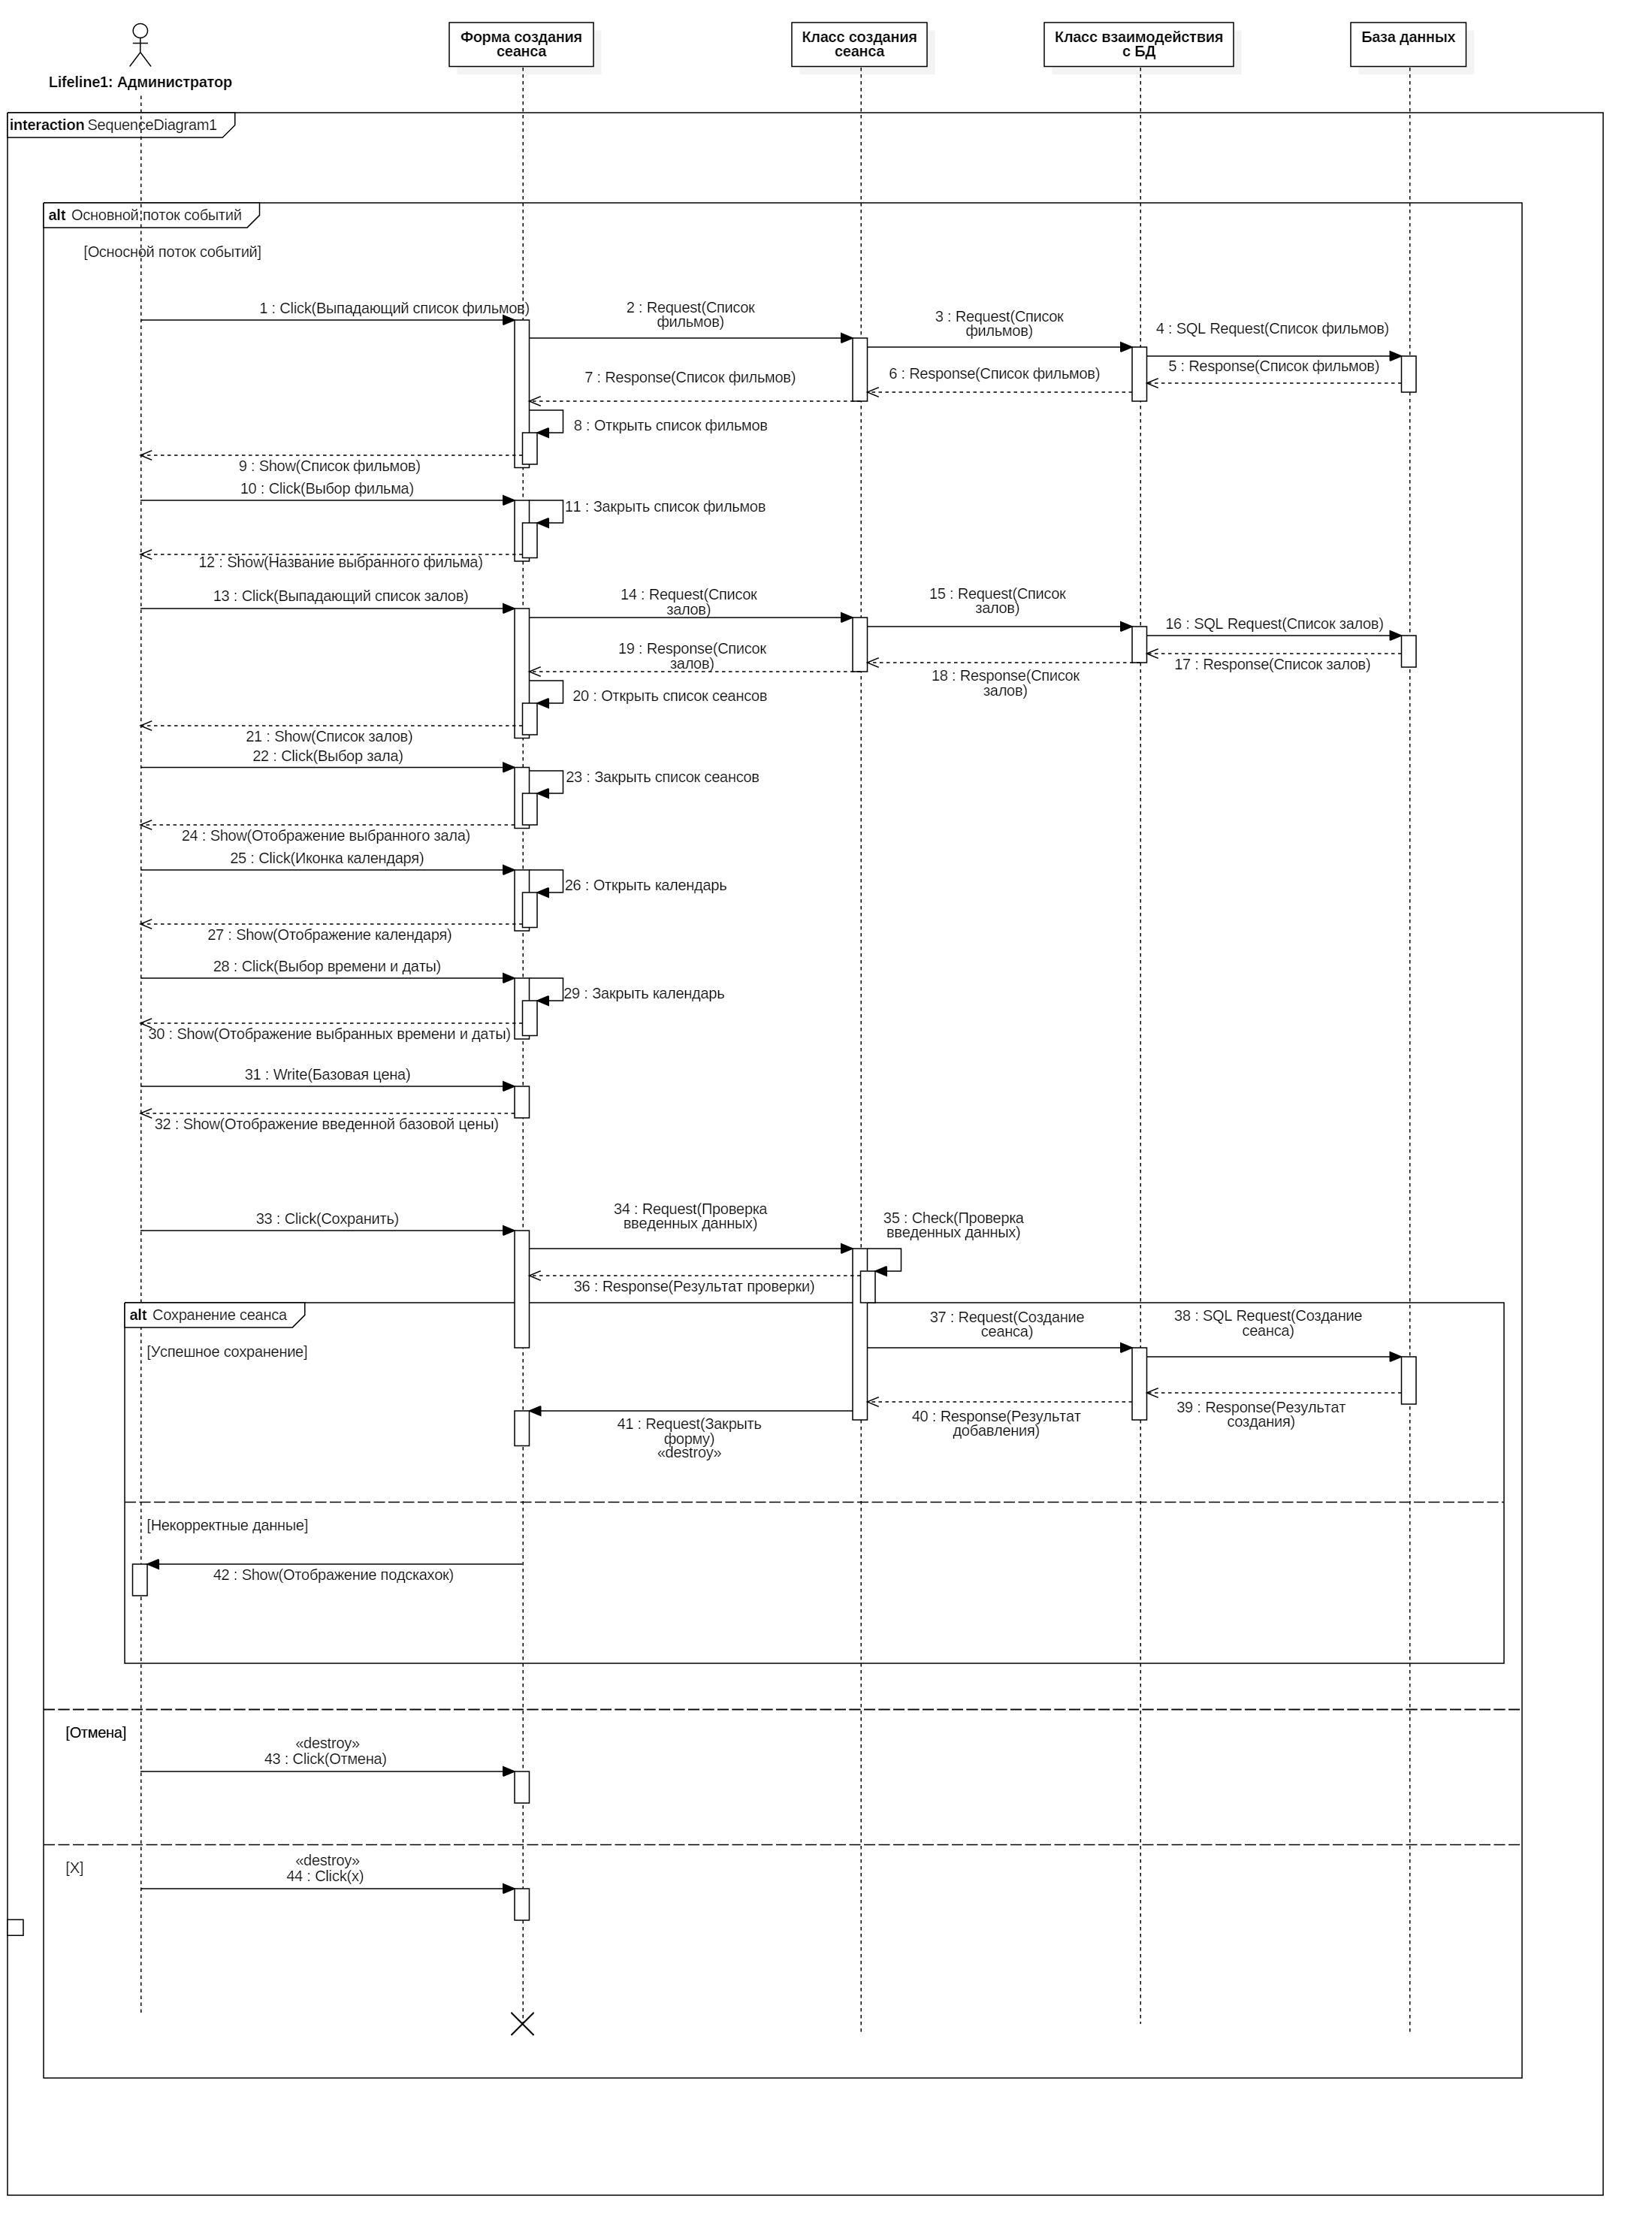 Форма создания
сеанса
Класс создания
сеанса
Класс взаимодействия
с БД
База данных
Lifeline1: Администратор
interaction SequenceDiagram1
alt Основной поток событий
[Осносной поток событий]
1 : Click(Выпадающий список фильмов)
2 : Request(Список
фильмов)
3 : Request(Список
фильмов)
4 : SQL Request(Список фильмов)
5 : Response(Список фильмов)
6 : Response(Список фильмов)
7 : Response(Список фильмов)
8 : Открыть список фильмов
9 : Show(Список фильмов)
10 : Click(Выбор фильма)
11 : Закрыть список фильмов
12 : Show(Название выбранного фильма)
13 : Click(Выпадающий список залов)
14 : Request(Список
залов)
15 : Request(Список
залов)
16 : SQL Request(Список залов)
17 : Response(Список залов)
18 : Response(Список
залов)
19 : Response(Список
залов)
20 : Открыть список сеансов
21 : Show(Список залов)
22 : Click(Выбор зала)
23 : Закрыть список сеансов
24 : Show(Отображение выбранного зала)
25 : Click(Иконка календаря)
26 : Открыть календарь
27 : Show(Отображение календаря)
28 : Click(Выбор времени и даты)
29 : Закрыть календарь
30 : Show(Отображение выбранных времени и даты)
31 : Write(Базовая цена)
32 : Show(Отображение введенной базовой цены)
33 : Click(Сохранить)
34 : Request(Проверка
введенных данных)
35 : Check(Проверка
введенных данных)
36 : Response(Результат проверки)
alt Сохранение сеанса
[Успешное сохранение]
37 : Request(Создание
сеанса)
38 : SQL Request(Создание
сеанса)
39 : Response(Результат
создания)
40 : Response(Результат
добавления)
41 : Request(Закрыть
форму)
«destroy»
[Некорректные данные]
42 : Show(Отображение подскахок)
[Отмена]
«destroy»
43 : Click(Отмена)
[X]
«destroy»
44 : Click(x)